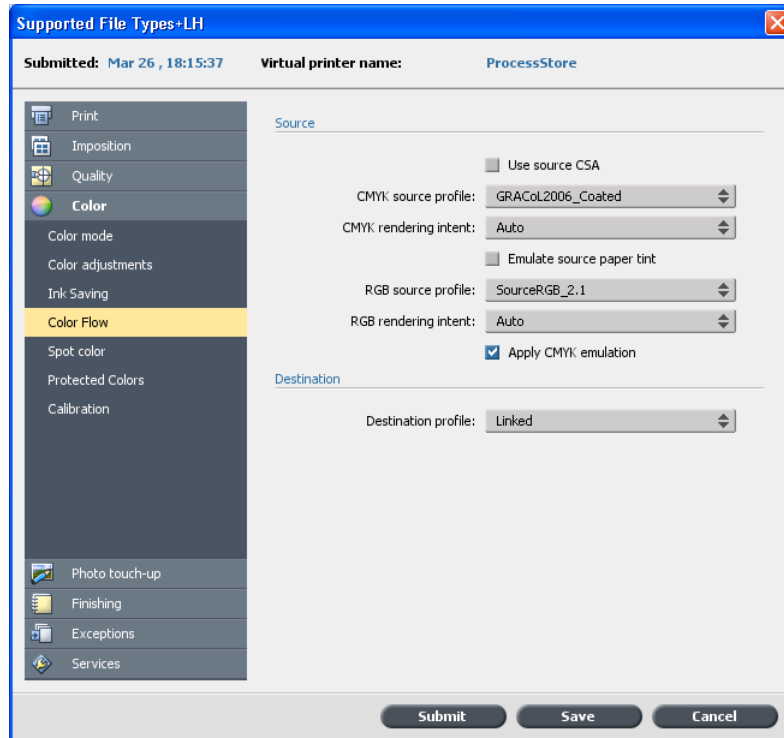 Supported File Types+LH
Submitted: Mar 26 , 18:15:37 Virtual printer name: ProcessStore
Print
Imposition
Quality
Color
Color mode
Color adjustments
Ink Saving
Color Flow
Spot color
Protected Colors
Calibration
Photo touch-up
Finishing
Exceptions
Services
Source
Use source CSA
CMYK source profile: GRACoL2006_Coated
CMYK rendering intent: Auto
Emulate source paper tint
RGB source profile: SourceRGB_2.1
RGB rendering intent: Auto
Apply CMYK emulation
Destination
Destination profile: Linked
Submit Save Cancel